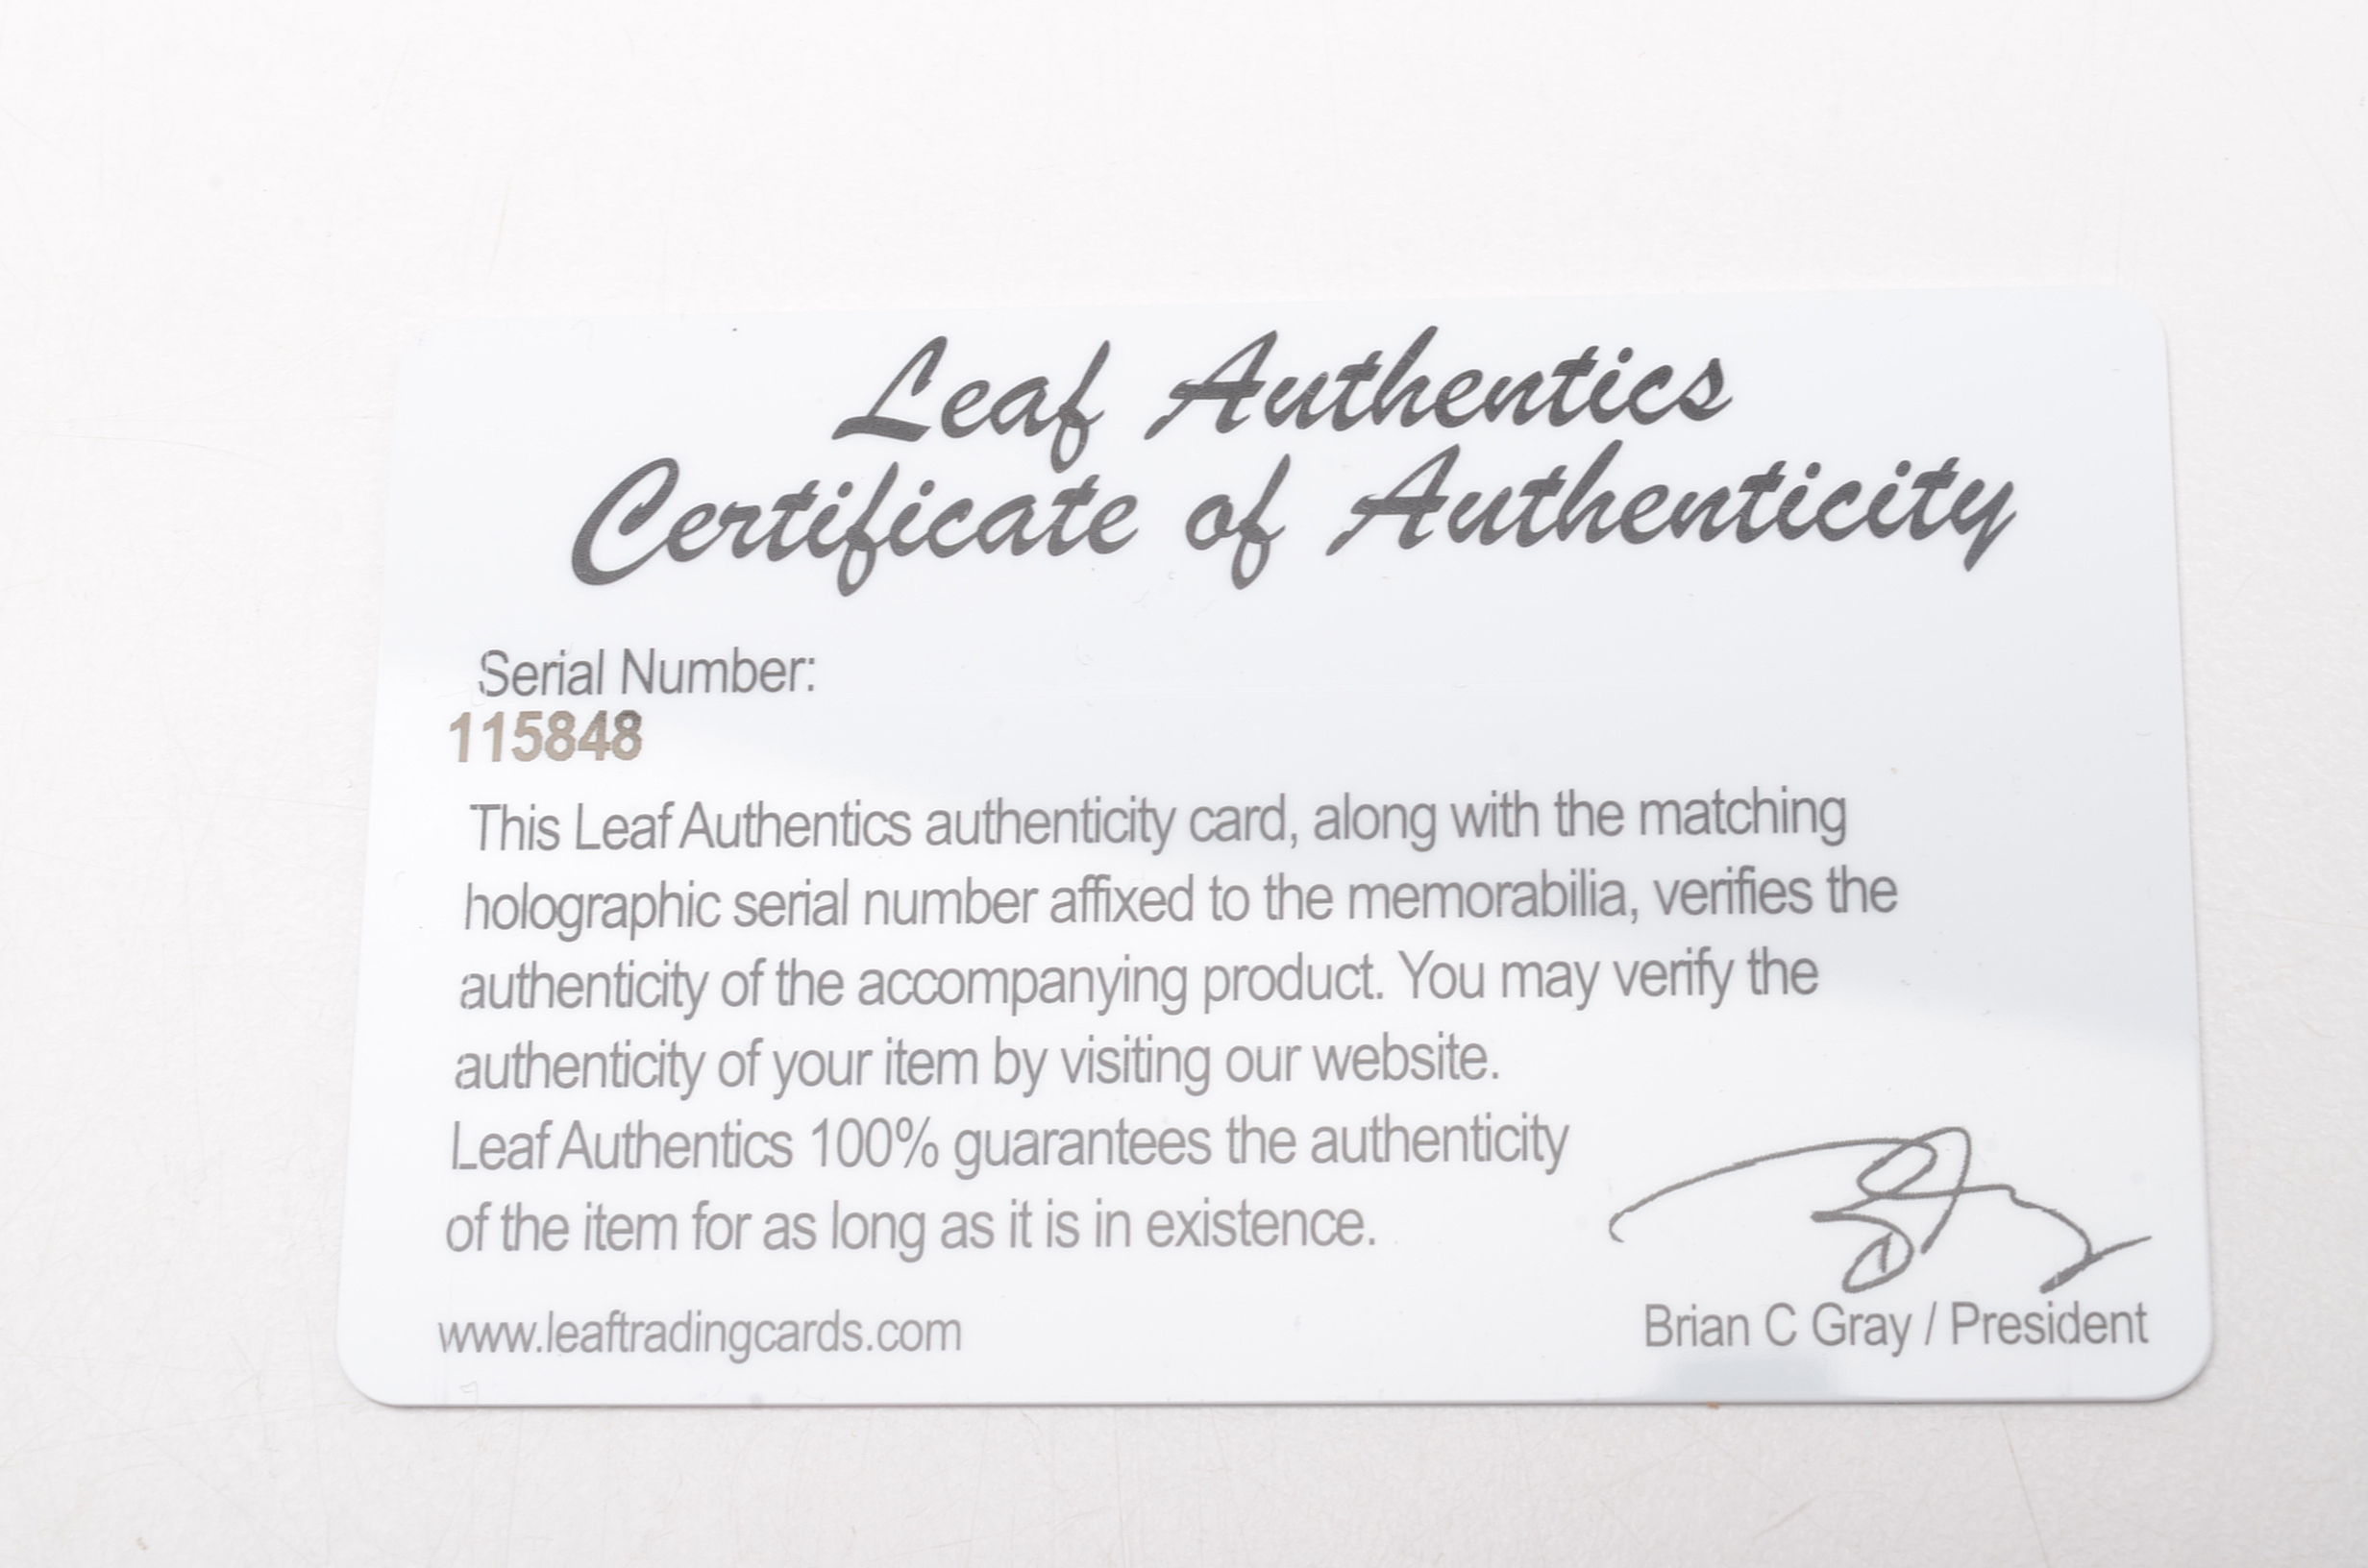 Leaf Authentics
Certificate of Authenticity
Serial Number:
115848
This Leaf Authentics authenticity card, along with the matching
holographic serial number affixed to the memorabilia, verifies the
authenticity of the accompanying product. You may verify the
authenticity of your item by visiting our website.
Leaf Authentics 100% guarantees the authenticity
of the item for as long as it is in existence.
www.leaftradingcards.com
Brian C Gray / President